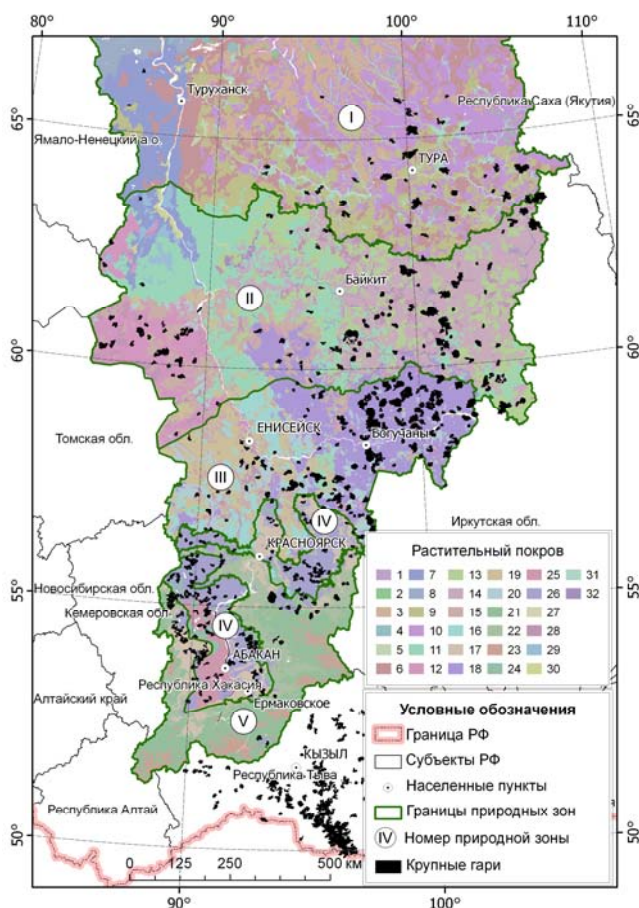 80° 90° 100° 110°
Туруханск
65°
I
Республика Саха (Якутия)
65°
Ямало-Ненецкий а.о.
ТУРА
II
Байкит
60°
60°
ЕНИСЕЙСК
Богучаны
Томская обл.
III
IV
Иркутская обл.
КРАСНОЯРСК
Новосибирская обл.
55°
55°
Кемеровская обл.
IV
АБАКАН
Республика Хакасия
Алтайский край
Ермаковское
V
КЫЗЫЛ
Республика Тыва
Республика Алтай
50°
50°
0 125 250 500 км
90° 100°
Растительный покров
1 7 13 19 25 31
2 8 14 20 26 32
3 9 15 21 27
4 10 16 22 28
5 11 17 23 29
6 12 18 24 30
Условные обозначения
Граница РФ
Субъекты РФ
Населенные пункты
Границы природных зон
IV Номер природной зоны
Крупные гари